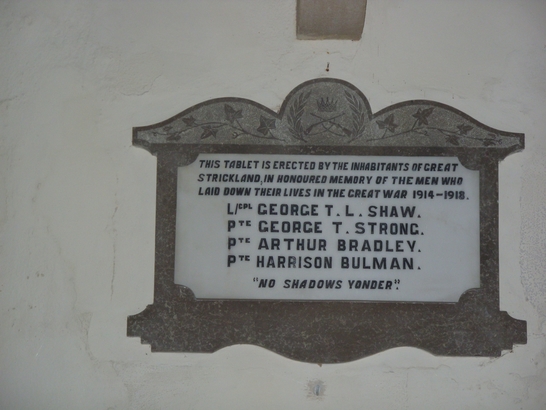 THIS TABLET IS ERECTED BY THE INHABITANTS OF GREAT
STRICKLAND, IN HONOURED MEMORY OF THE MEN WHO
LAID DOWN THEIR LIVES IN THE GREAT WAR 1914-1918.
L/CPL GEORGE T. L. SHAW.
PTE GEORGE T. STRONG.
PTE ARTHUR BRADLEY.
PTE HARRISON BULMAN.
"NO SHADOWS YONDER".